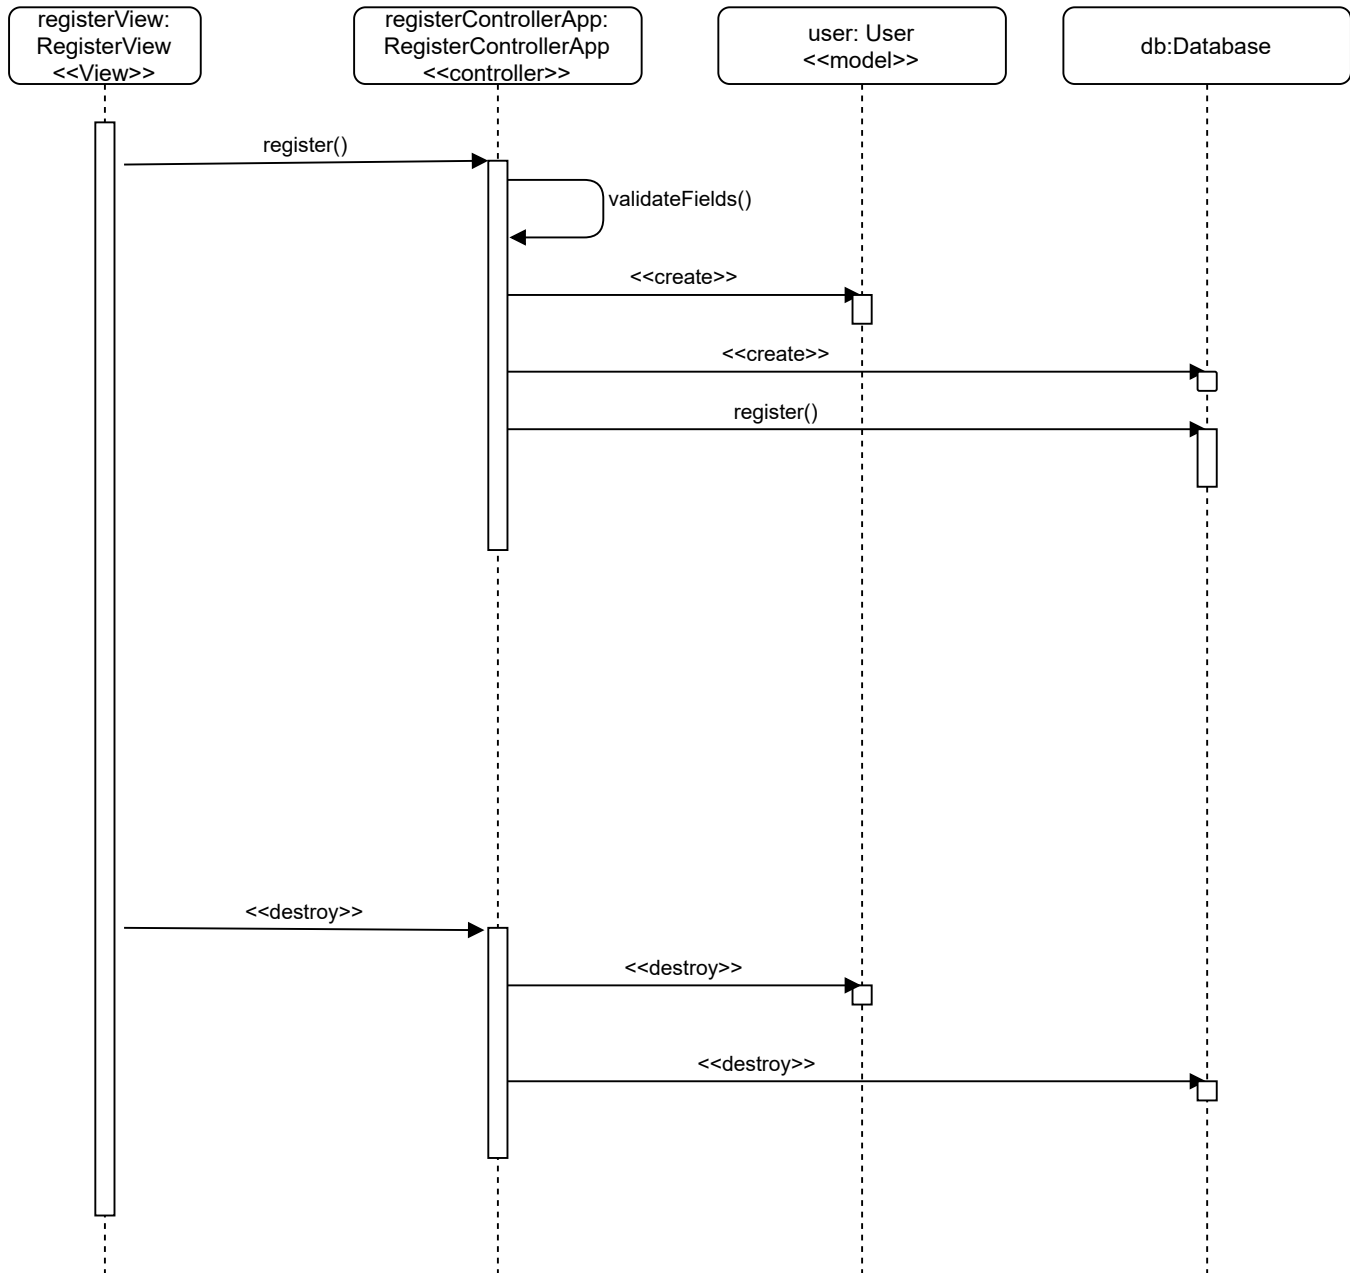 registerView:
RegisterView
<<View>>
registerControllerApp:
RegisterControllerApp
<<controller>>
user: User
<<model>>
db:Database
register()
validateFields()
<<create>>
<<create>>
register()
<<destroy>>
<<destroy>>
<<destroy>>